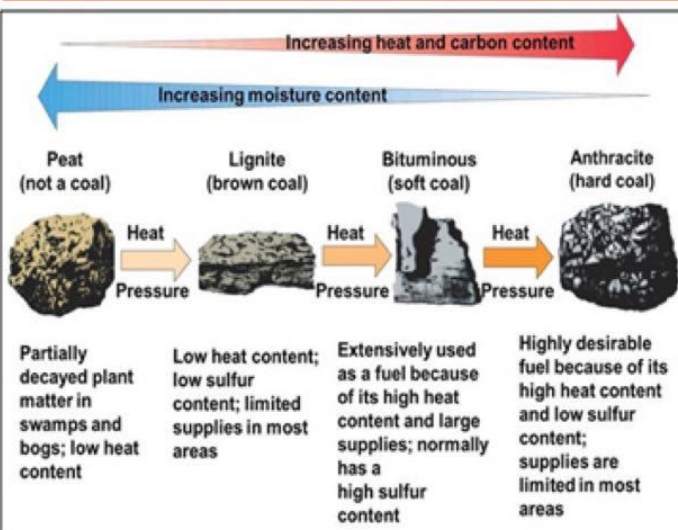 Increasing heat and carbon content
Increasing moisture content
Peat
(not a coal)
Lignite
(brown coal)
Bituminous
(soft coal)
Anthracite
(hard coal)
Heat
Pressure
Heat
Pressure
Heat
Pressure
Partially
decayed plant
matter in
swamps and
bogs; low heat
content
Low heat content;
low sulfur
content; limited
supplies in most
areas
Extensively used
as a fuel because
of its high heat
content and large
supplies; normally
has a
high sulfur
content
Highly desirable
fuel because of its
high heat content
and low sulfur
content;
supplies are
limited in most
areas